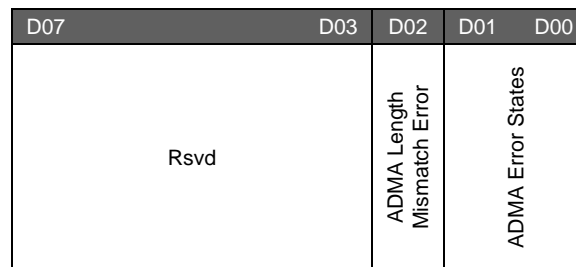 D07 D03 D02 D01 D00
Rsvd
ADMA Length
Mismatch Error
ADMA Error States